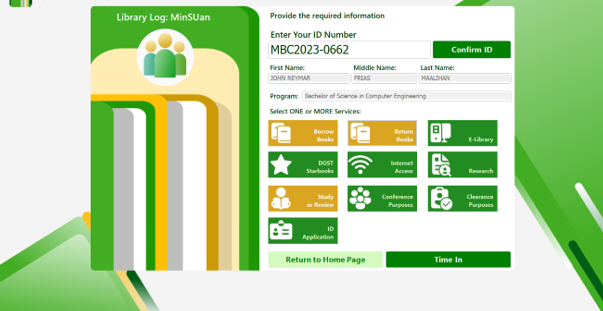 Library Log: MinSUan
Provide the required information
Enter Your ID Number
MBC2023-0662
Confirm ID
First Name:
Middle Name:
Last Name:
JOHN REYMAR
FRIAS
MAALIHAN
Program:
Bachelor of Science in Computer Engineering
Select ONE or MORE Services:
Borrow
Books
Return
Books
E-Library
DOST
Starbooks
Internet
Access
Research
Study
or Review
Conference
Purposes
Clearance
Purposes
ID
Application
Return to Home Page
Time In